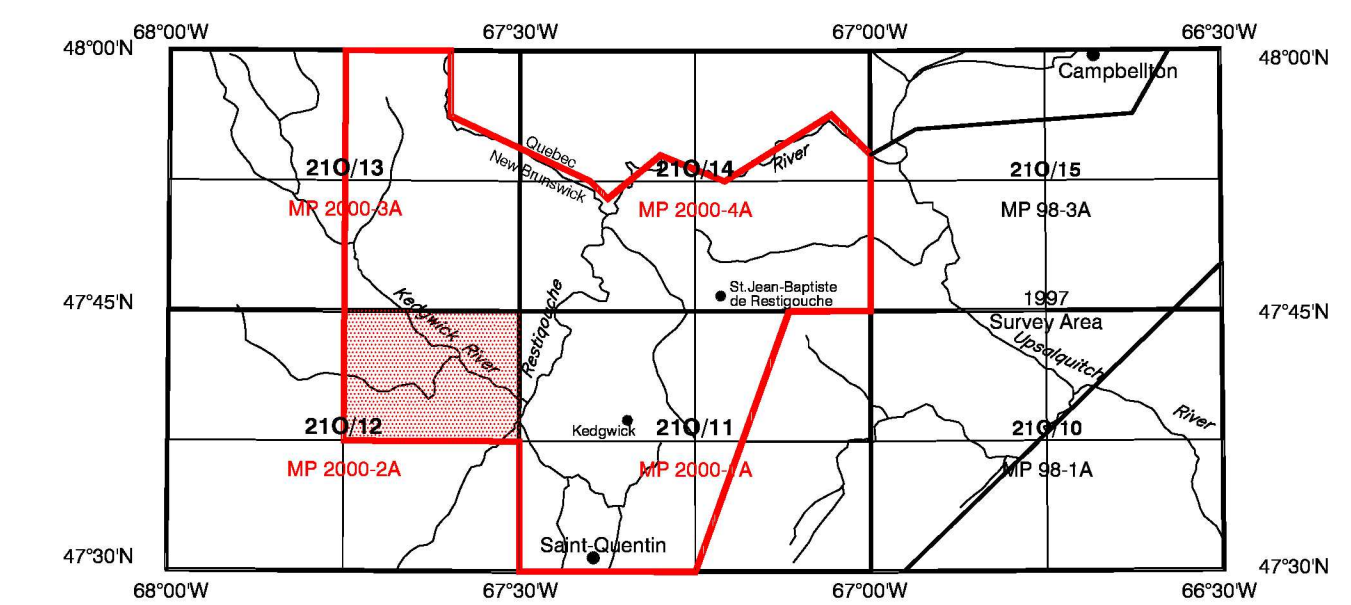 68°00'W 67°30'W 67°00'W 66°30'W
48°00'N 48°00'N
Campbellton
Quebec
New Brunswick
River
21O/13 21O/14 21O/15
MP 2000-3A MP 2000-4A MP 98-3A
St.Jean-Baptiste
de Restigouche
47°45'N 1997 47°45'N
Survey Area
Kedgwick River
Restigouche
Upsalquitch
River
21O/12 Kedgwick 21O/11 21O/10
MP 2000-2A MP 2000-1A MP 98-1A
Saint-Quentin
47°30'N 47°30'N
68°00'W 67°30'W 67°00'W 66°30'W